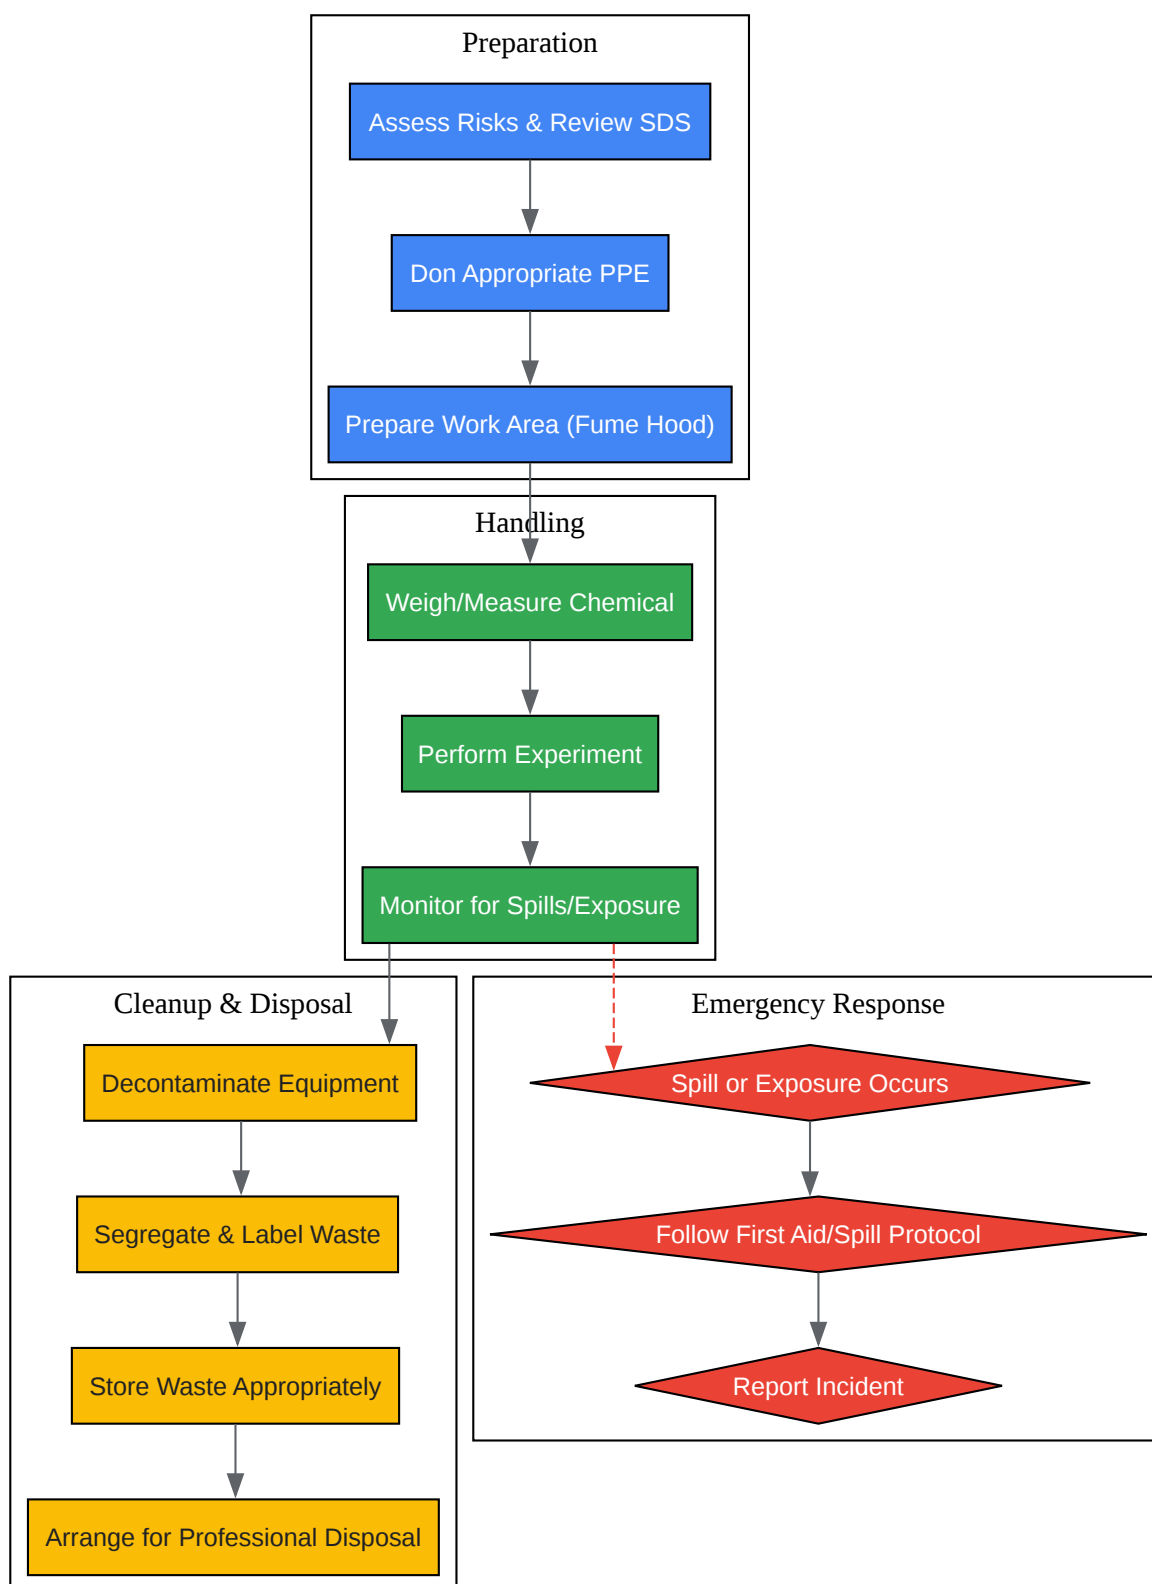 Preparation
Assess Risks & Review SDS
Don Appropriate PPE
Prepare Work Area (Fume Hood)
Handling
Weigh/Measure Chemical
Perform Experiment
Monitor for Spills/Exposure
Cleanup & Disposal
Decontaminate Equipment
Segregate & Label Waste
Store Waste Appropriately
Arrange for Professional Disposal
Emergency Response
Spill or Exposure Occurs
Follow First Aid/Spill Protocol
Report Incident